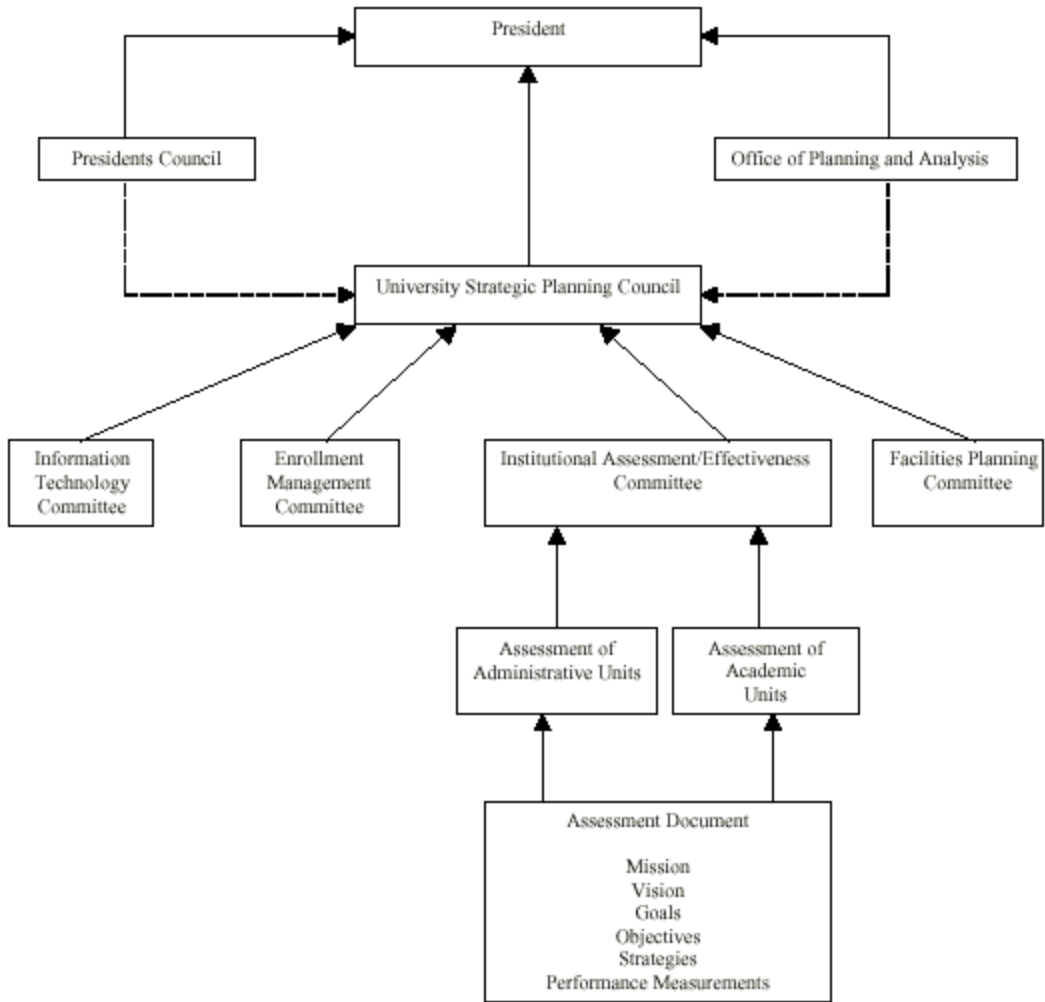 President
Presidents Council
Office of Planning and Analysis
University Strategic Planning Council
Information
Technology
Committee
Enrollment
Management
Committee
Institutional Assessment/Effectiveness
Committee
Facilities Planning
Committee
Assessment of
Administrative Units
Assessment of
Academic
Units
Assessment Document
Mission
Vision
Goals
Objectives
Strategies
Performance Measurements